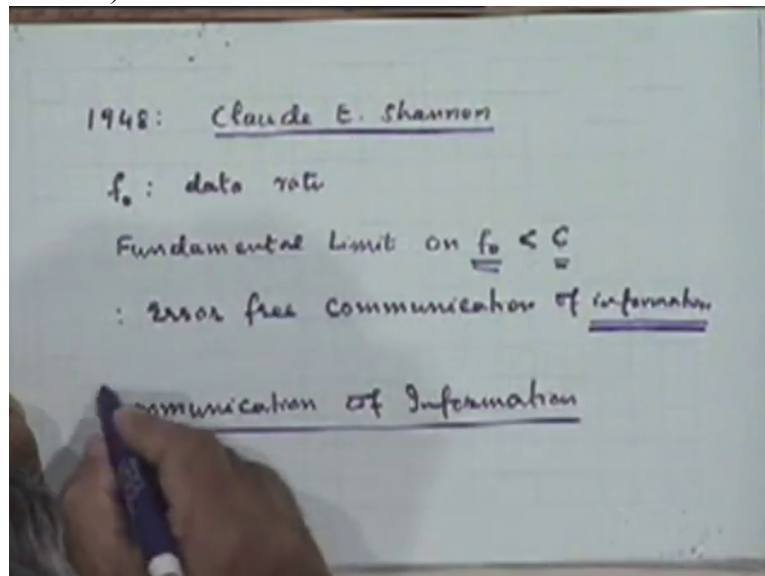 1948: Claude E. Shannon
f₀: data rate
Fundamental Limit on f₀ < C
: Error free communication of information
Communication of Information